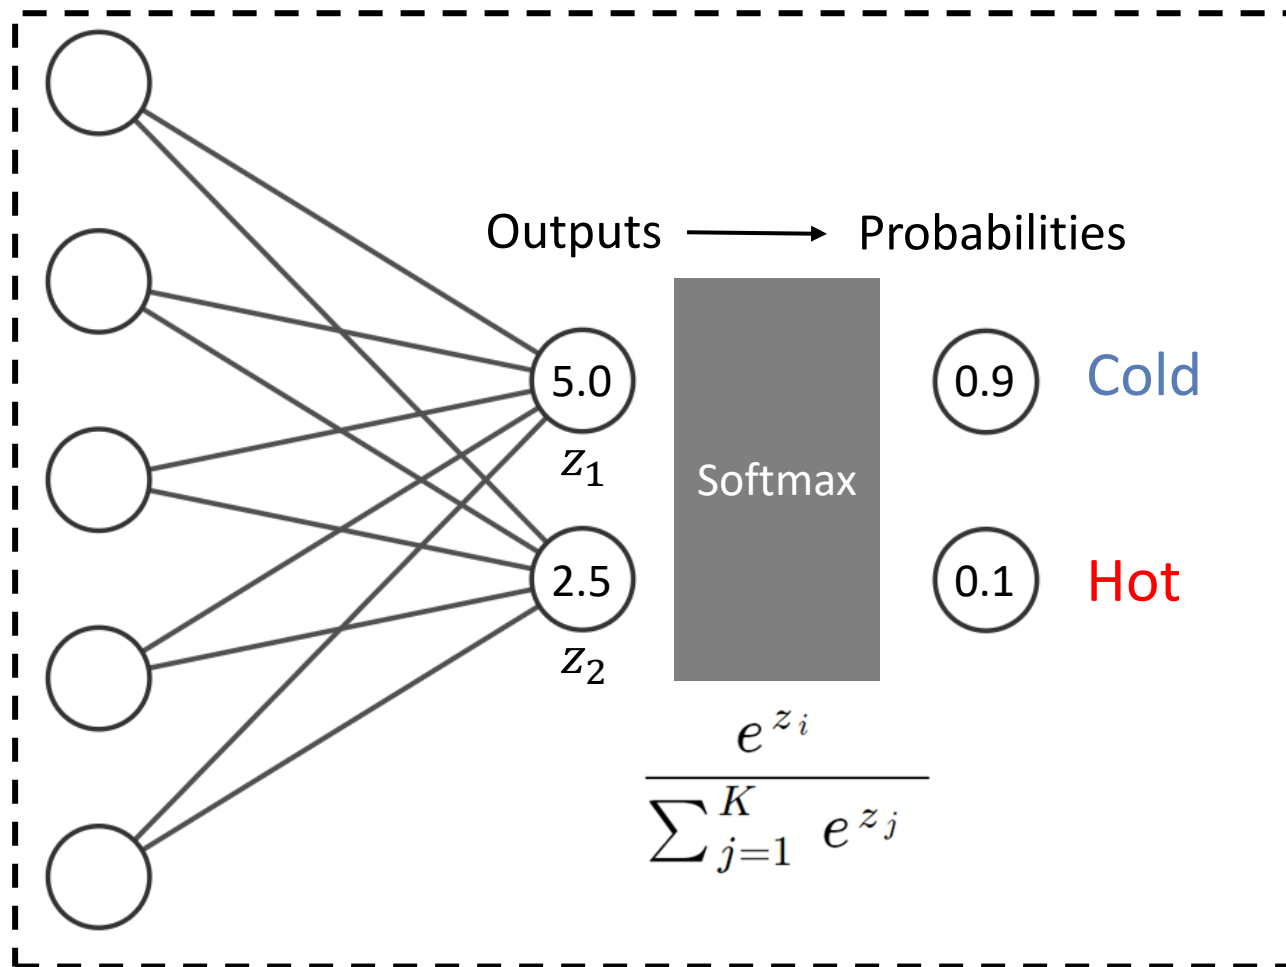 Outputs → Probabilities
5.0
z₁
0.9 Cold
Softmax
2.5
z₂
0.1 Hot
e^{z_i}
∑_{j=1}^{K} e^{z_j}